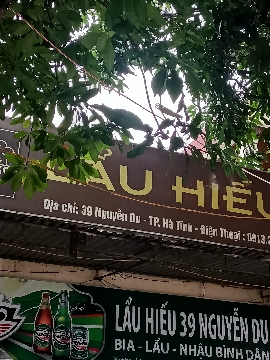 LẨU HIẾU
Địa chỉ: 39 Nguyễn Du - TP. Hà Tĩnh - Điện Thoại : 0913.
LẨU HIẾU 39 NGUYỄN DU
BIA - LẨU - NHẬU BÌNH DÂN